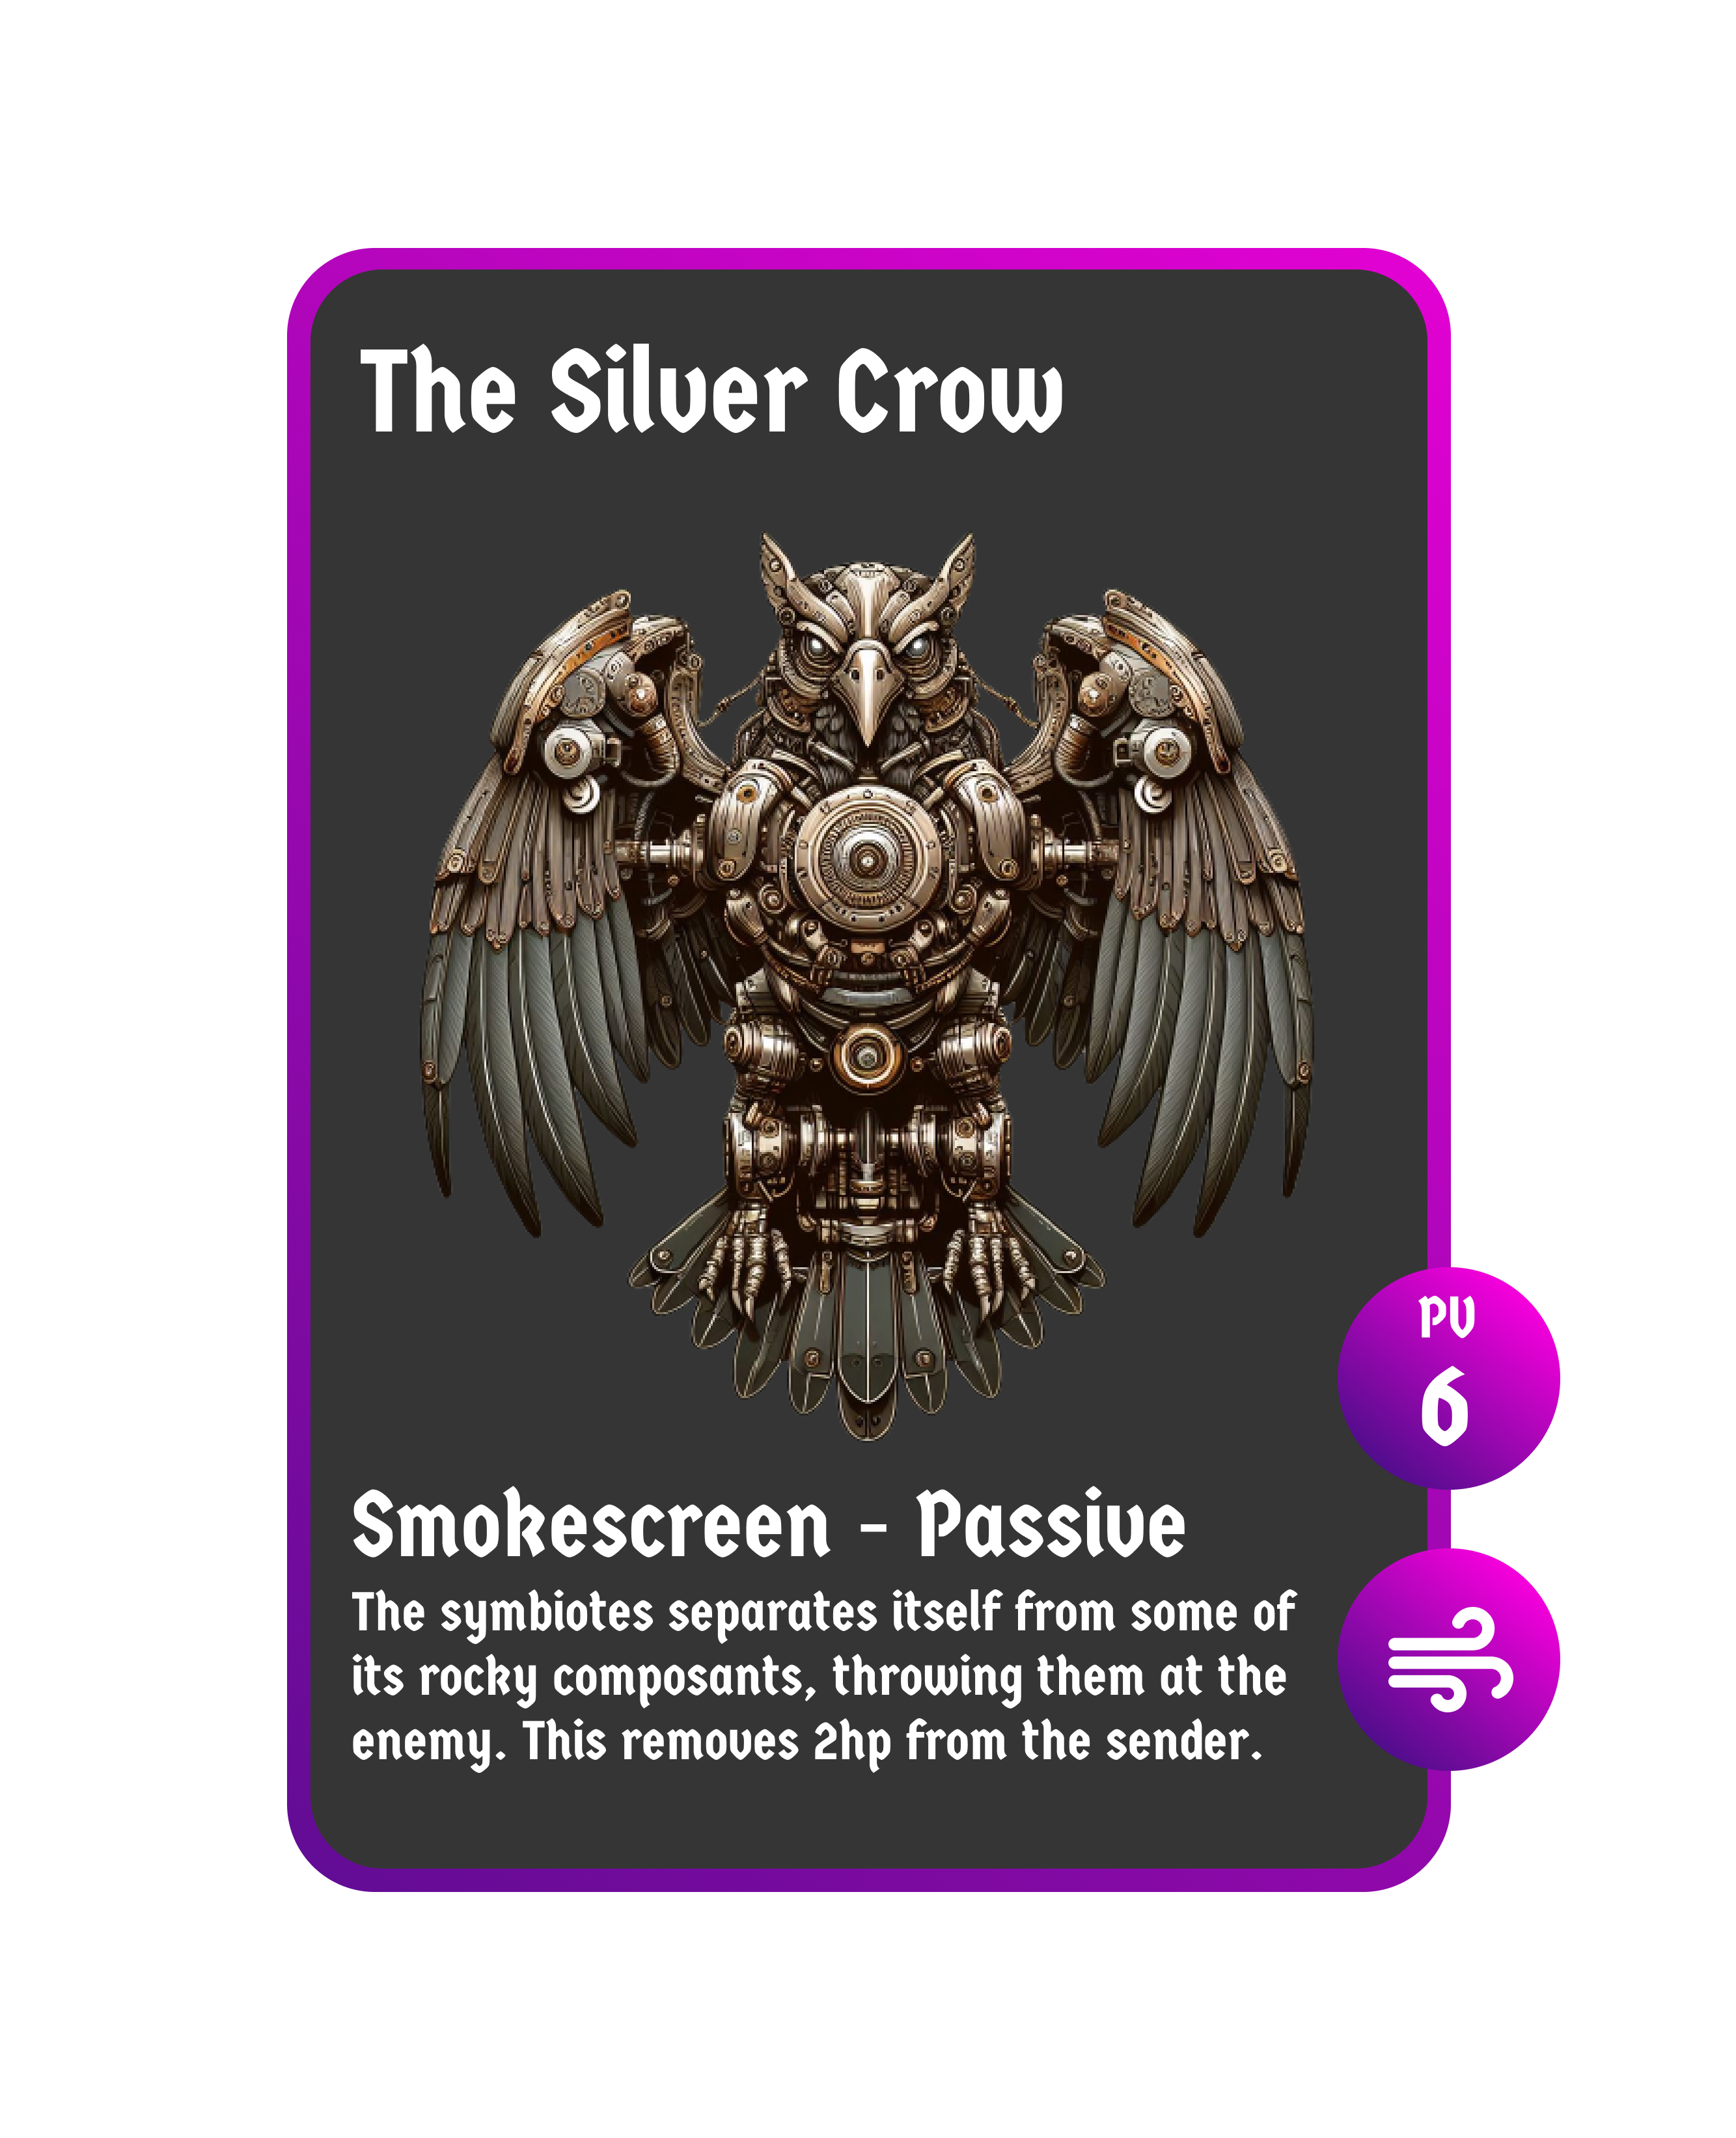 The Silver Crow
PV
6
Smokescreen - Passive
The symbiotes separates itself from some of
its rocky composants, throwing them at the
enemy. This removes 2hp from the sender.